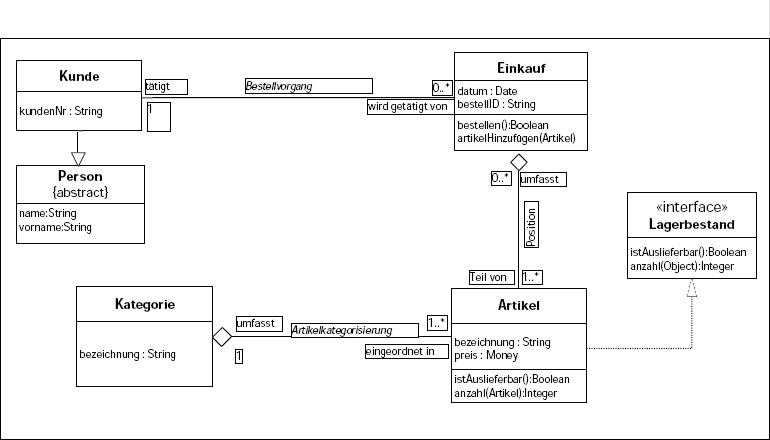 Kunde
kundenNr : String
tätigt
Bestellvorgang
0..*
1
wird getätigt von
Einkauf
datum : Date
bestellID : String
bestellen():Boolean
artikelHinzufügen(Artikel)
Person
{abstract}
name:String
vorname:String
0..*
umfasst
Position
Teil von
1..*
«interface»
Lagerbestand
istAuslieferbar():Boolean
anzahl(Object):Integer
Kategorie
bezeichnung : String
umfasst
Artikelkategorisierung
1..*
1
eingeordnet in
Artikel
bezeichnung : String
preis : Money
istAuslieferbar():Boolean
anzahl(Artikel):Integer